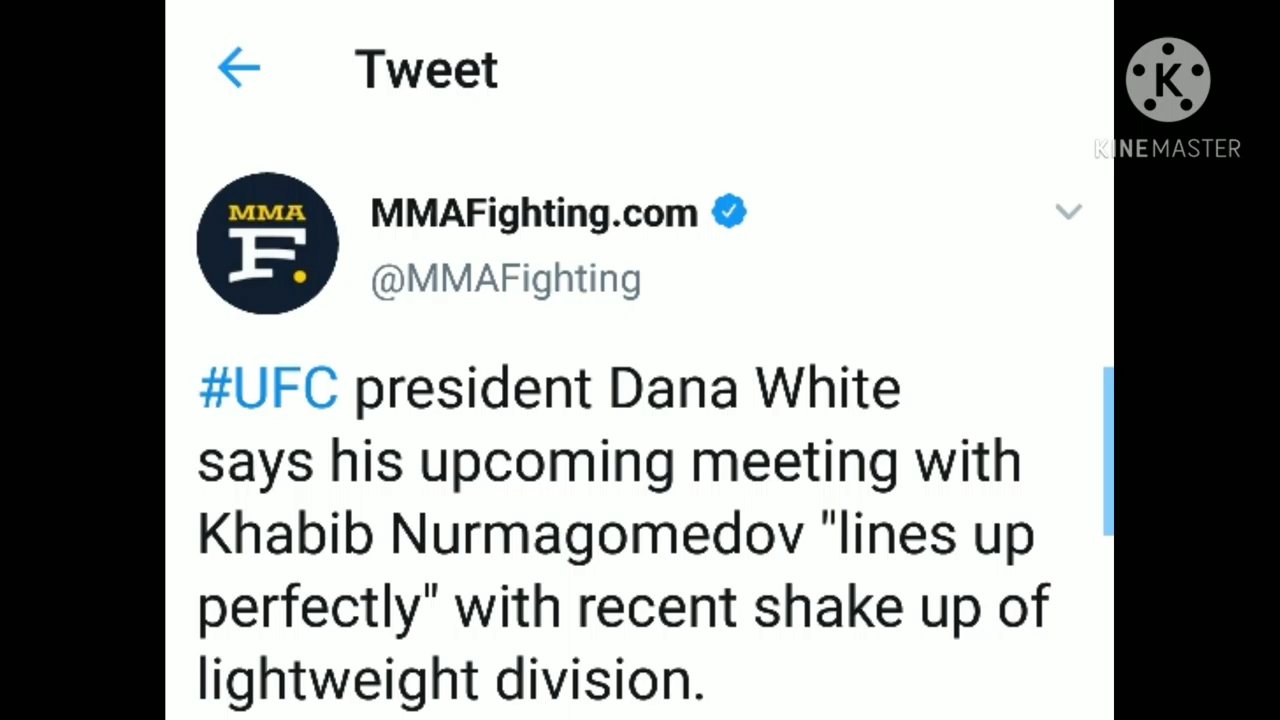 Tweet
K
KINEMASTER
MMA
F.
MMAFighting.com
@MMAFighting
#UFC president Dana White
says his upcoming meeting with
Khabib Nurmagomedov "lines up
perfectly" with recent shake up of
lightweight division.